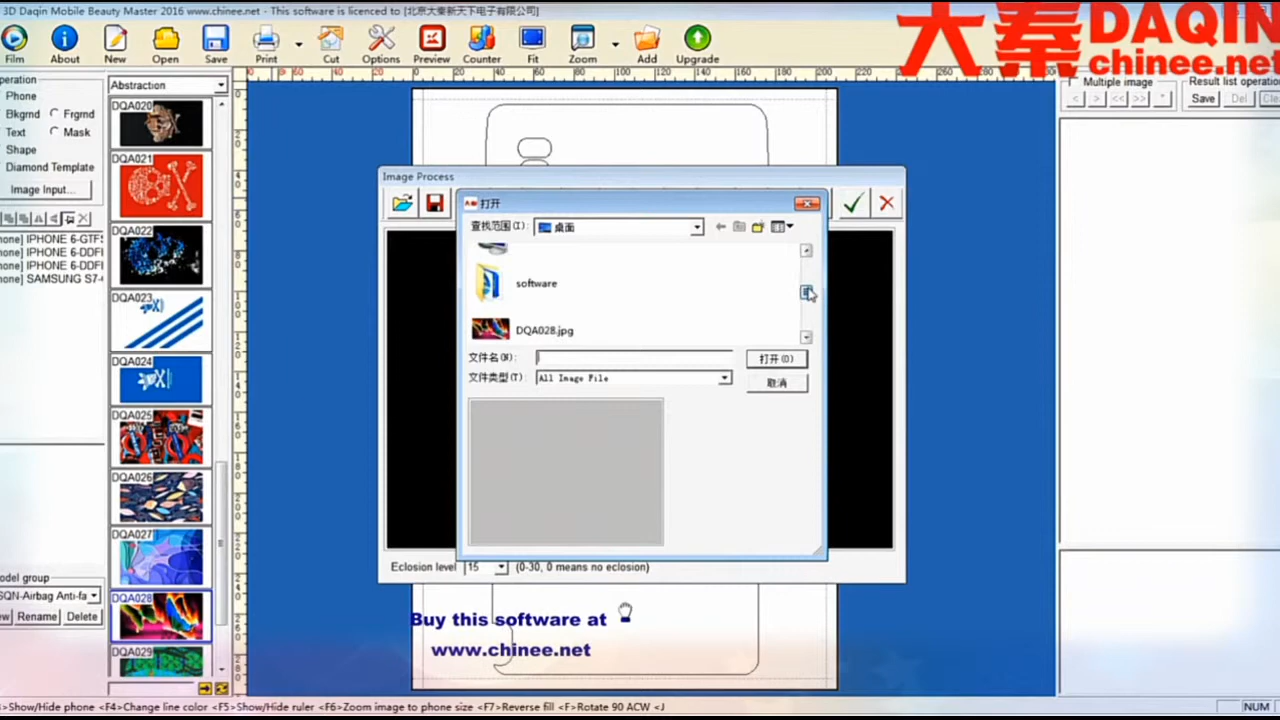 3D Daqin Mobile Beauty Master 2016 www.chinee.net - This software is licenced to [北京大秦新天下电子有限公司]
大秦 DAQIN
chinee.net
Film About New Open Save Print Cut Options Preview Counter Fit Zoom Add Upgrade
peration
Phone
Bkgrnd Frgrnd
Text Mask
Shape
Diamond Template
Image Input...
hone] IPHONE 6-GTF
hone] IPHONE 6-DDF
hone] IPHONE 6-DDF
hone] SAMSUNG S7-
odel group
SQN-Airbag Anti-fa
ew Rename Delete
Abstraction
DQA020
DQA021
DQA022
DQA023
DQA024
DQA025
DQA026
DQA027
DQA028
DQA029
Image Process
打开
查找范围(I): 桌面
software
DQA028.jpg
文件名(N): 打开(O)
文件类型(T): All Image File 取消
Eclosion level 15 (0-30, 0 means no eclosion)
Buy this software at
www.chinee.net
Multiple image Result list operatio
< > << >> * Save Del Cle
>Show/Hide phone <F4>Change line color <F5>Show/Hide ruler <F6>Zoom image to phone size <F7>Reverse fill <F>Rotate 90 ACW <J
NUM